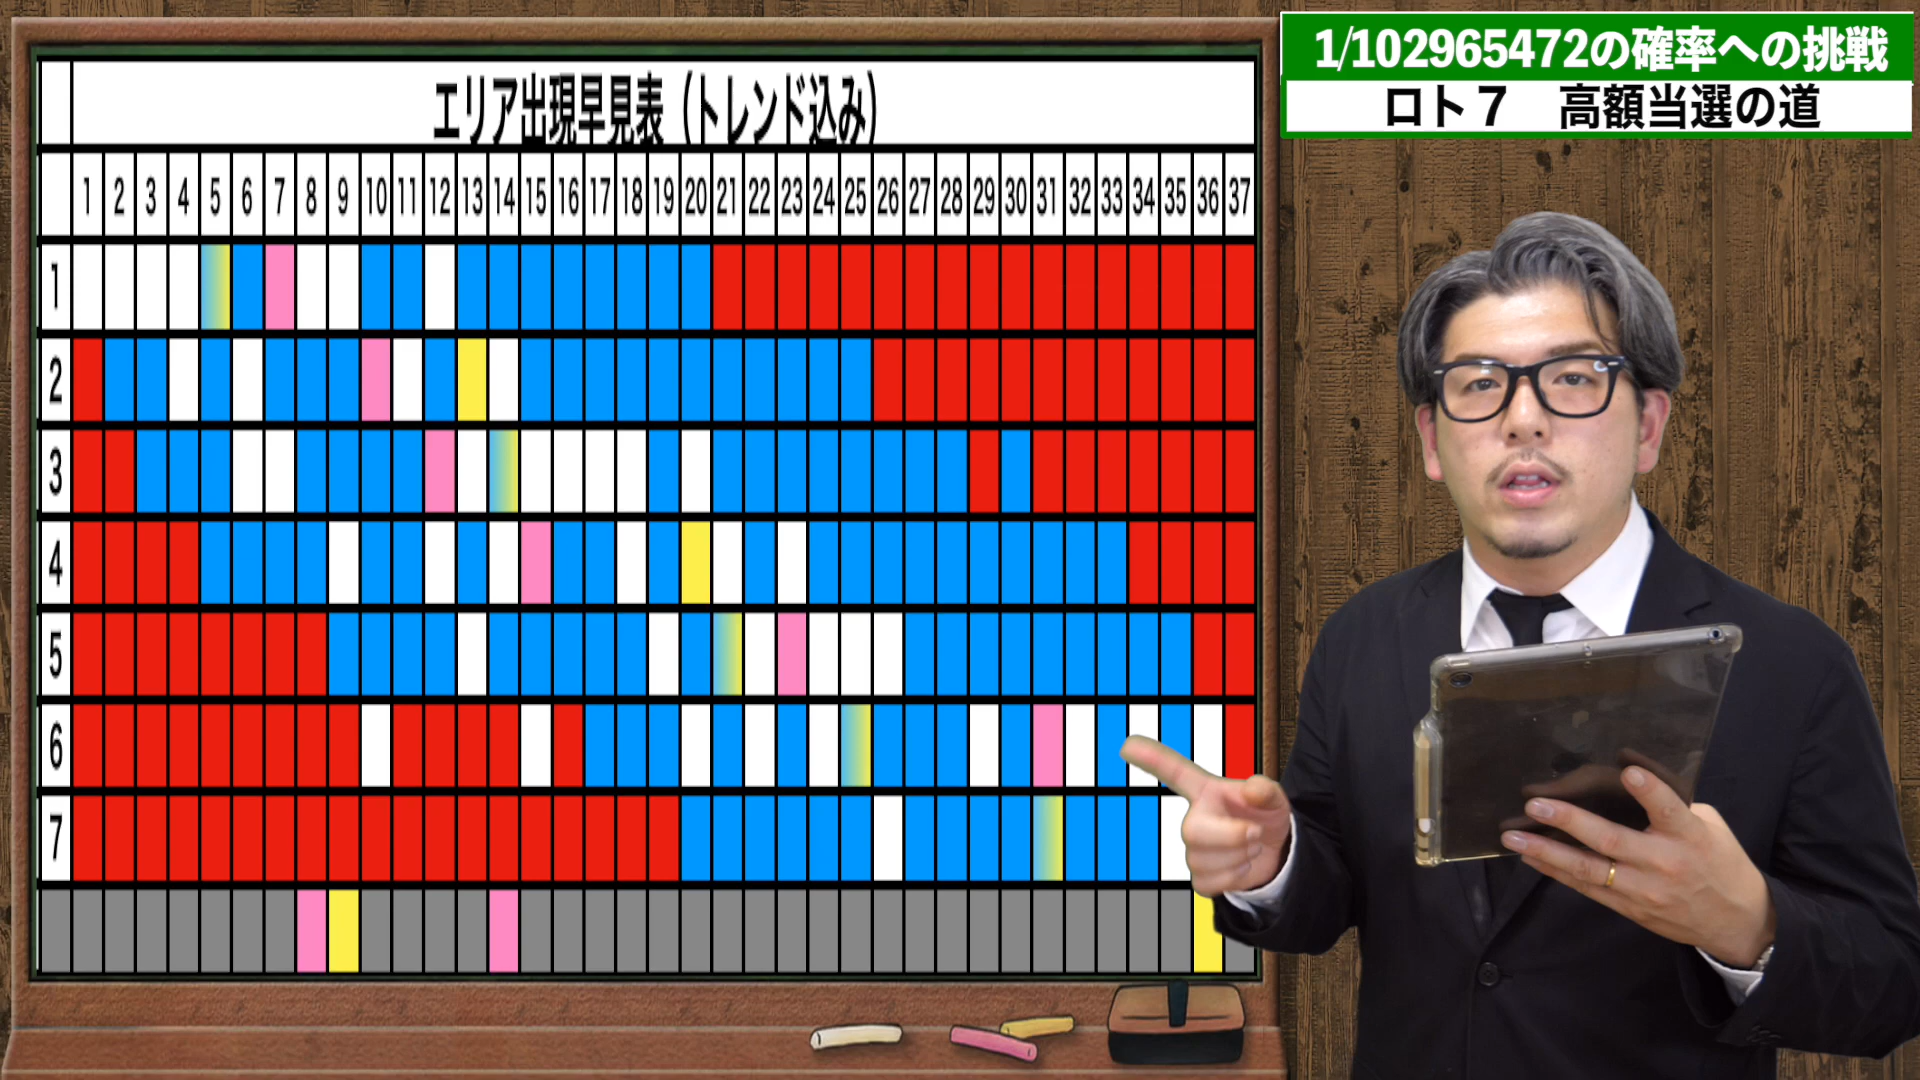 1/102965472の確率への挑戦
ロト７　高額当選の道
エリア出現早見表（トレンド込み）
1 2 3 4 5 6 7 8 9 10 11 12 13 14 15 16 17 18 19 20 21 22 23 24 25 26 27 28 29 30 31 32 33 34 35 36 37
1
2
3
4
5
6
7